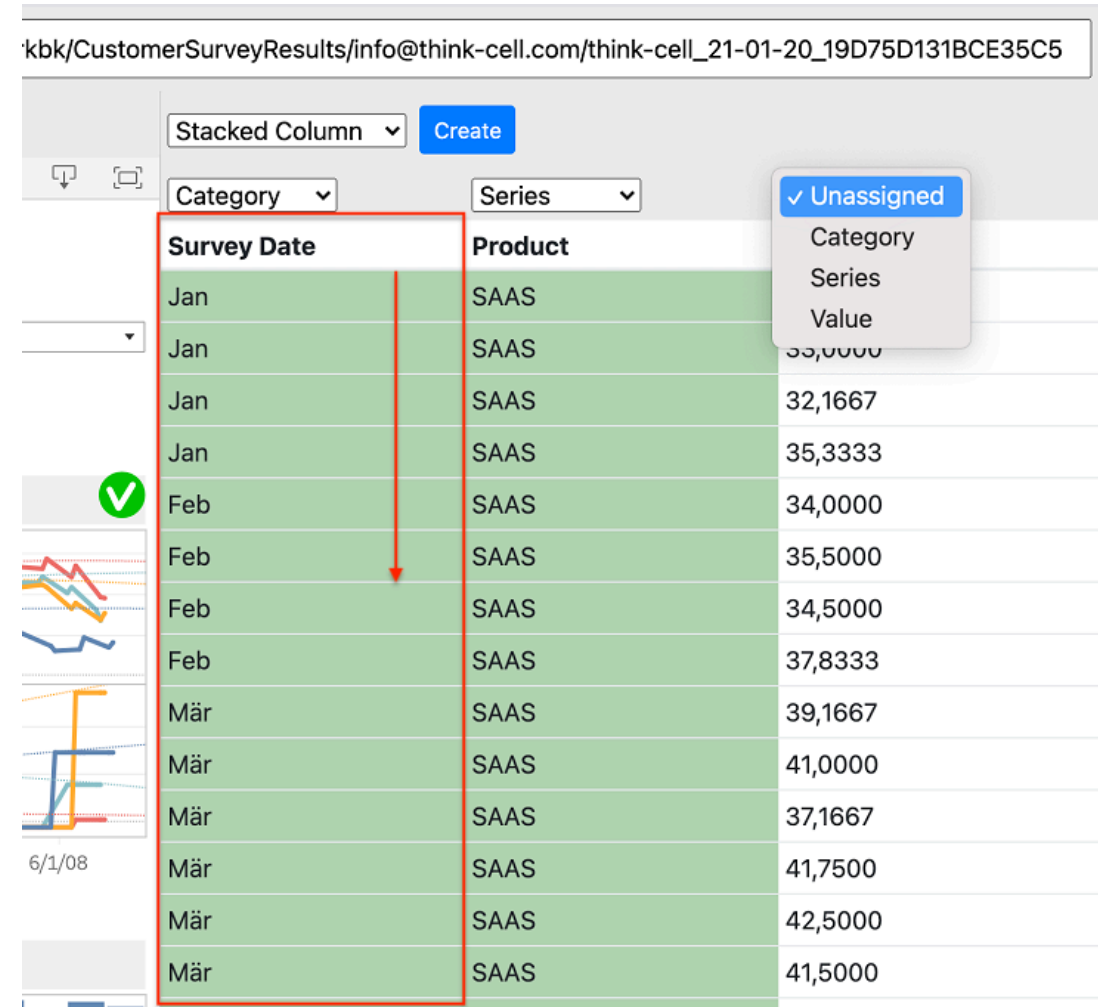 rkbk/CustomerSurveyResults/info@think-cell.com/think-cell_21-01-20_19D75D131BCE35C5
Stacked Column Create
Category Series ✓ Unassigned
Category
Series
Value
Survey Date Product
Jan SAAS
Jan SAAS 33,0000
Jan SAAS 32,1667
Jan SAAS 35,3333
Feb SAAS 34,0000
Feb SAAS 35,5000
Feb SAAS 34,5000
Feb SAAS 37,8333
Mär SAAS 39,1667
Mär SAAS 41,0000
Mär SAAS 37,1667
6/1/08
Mär SAAS 41,7500
Mär SAAS 42,5000
Mär SAAS 41,5000